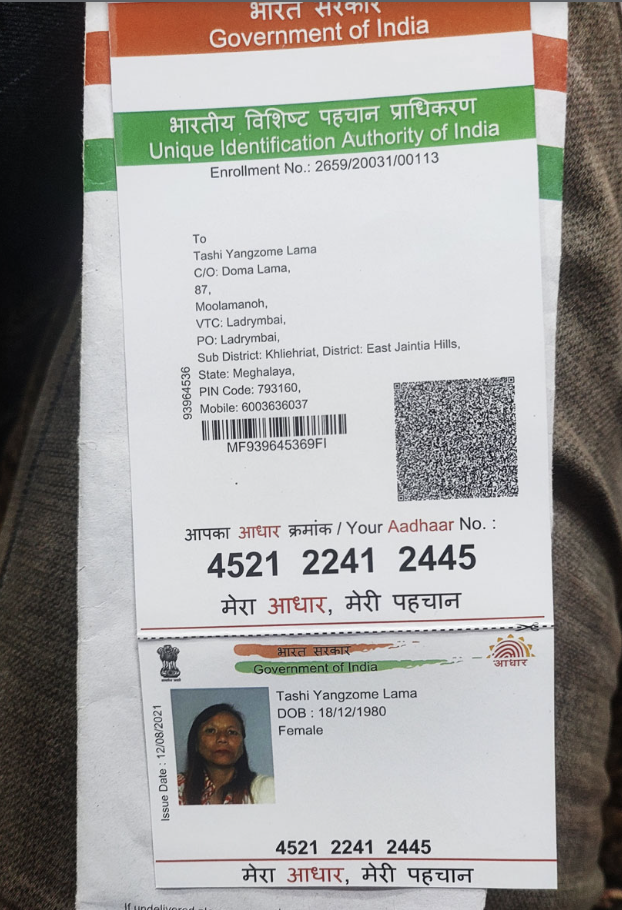 भारत सरकार
Government of India
भारतीय विशिष्ट पहचान प्राधिकरण
Unique Identification Authority of India
Enrollment No.: 2659/20031/00113
To
Tashi Yangzome Lama
C/O: Doma Lama,
87,
Moolamanoh,
VTC: Ladrymbai,
PO: Ladrymbai,
Sub District: Khliehriat, District: East Jaintia Hills,
State: Meghalaya,
PIN Code: 793160,
Mobile: 6003636037
93964536
MF939645369FI
आपका आधार क्रमांक / Your Aadhaar No. :
4521 2241 2445
मेरा आधार, मेरी पहचान
भारत सरकार
Government of India
आधार
Issue Date : 12/08/2021
Tashi Yangzome Lama
DOB : 18/12/1980
Female
4521 2241 2445
मेरा आधार, मेरी पहचान
If undelivered